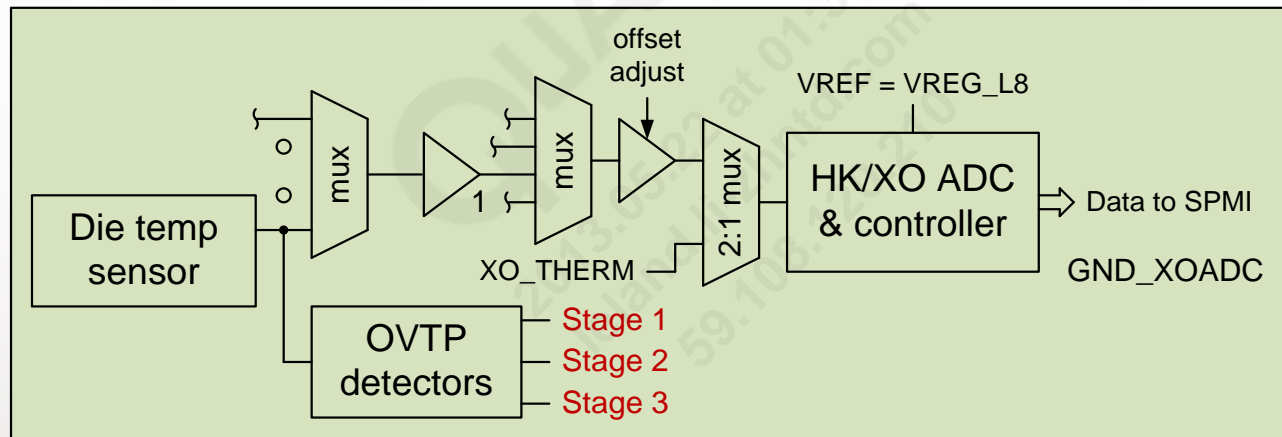 offset
adjust
VREF = VREG_L8
mux
1
mux
2:1 mux
HK/XO ADC
& controller
Data to SPMI
GND_XOADC
Die temp
sensor
XO_THERM
OVTP
detectors
Stage 1
Stage 2
Stage 3